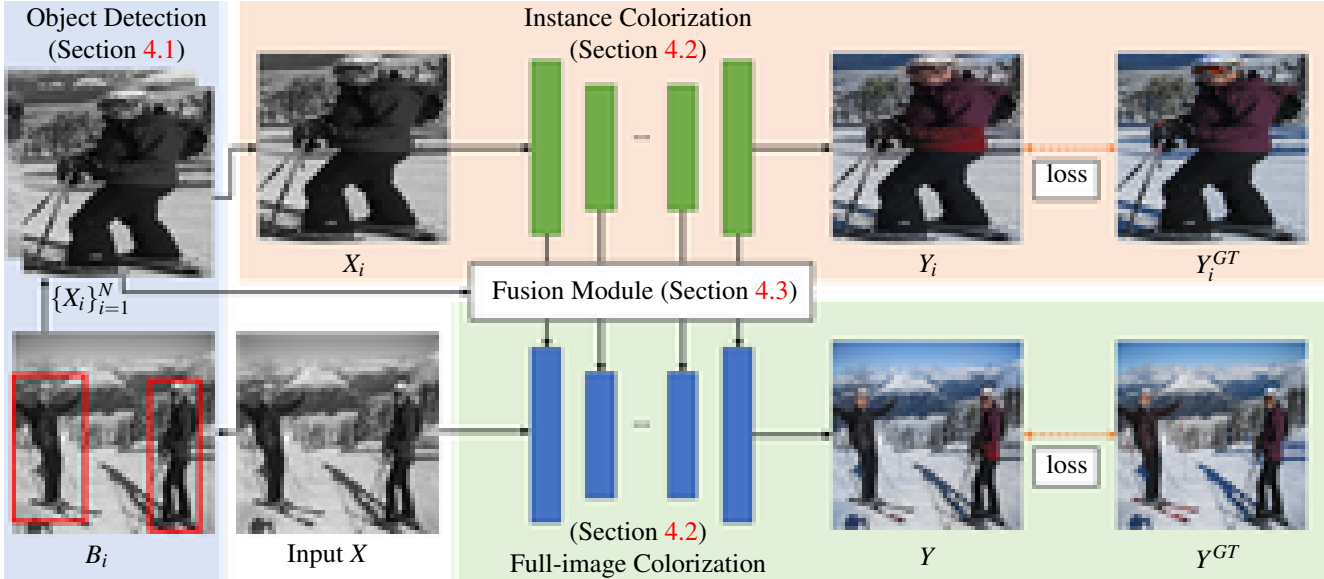 Object Detection
(Section 4.1)
Instance Colorization
(Section 4.2)
loss
$X_i$
$Y_i$
$Y_i^{GT}$
$\{X_i\}_{i=1}^N$
Fusion Module (Section 4.3)
loss
(Section 4.2)
Full-image Colorization
$B_i$
Input $X$
$Y$
$Y^{GT}$